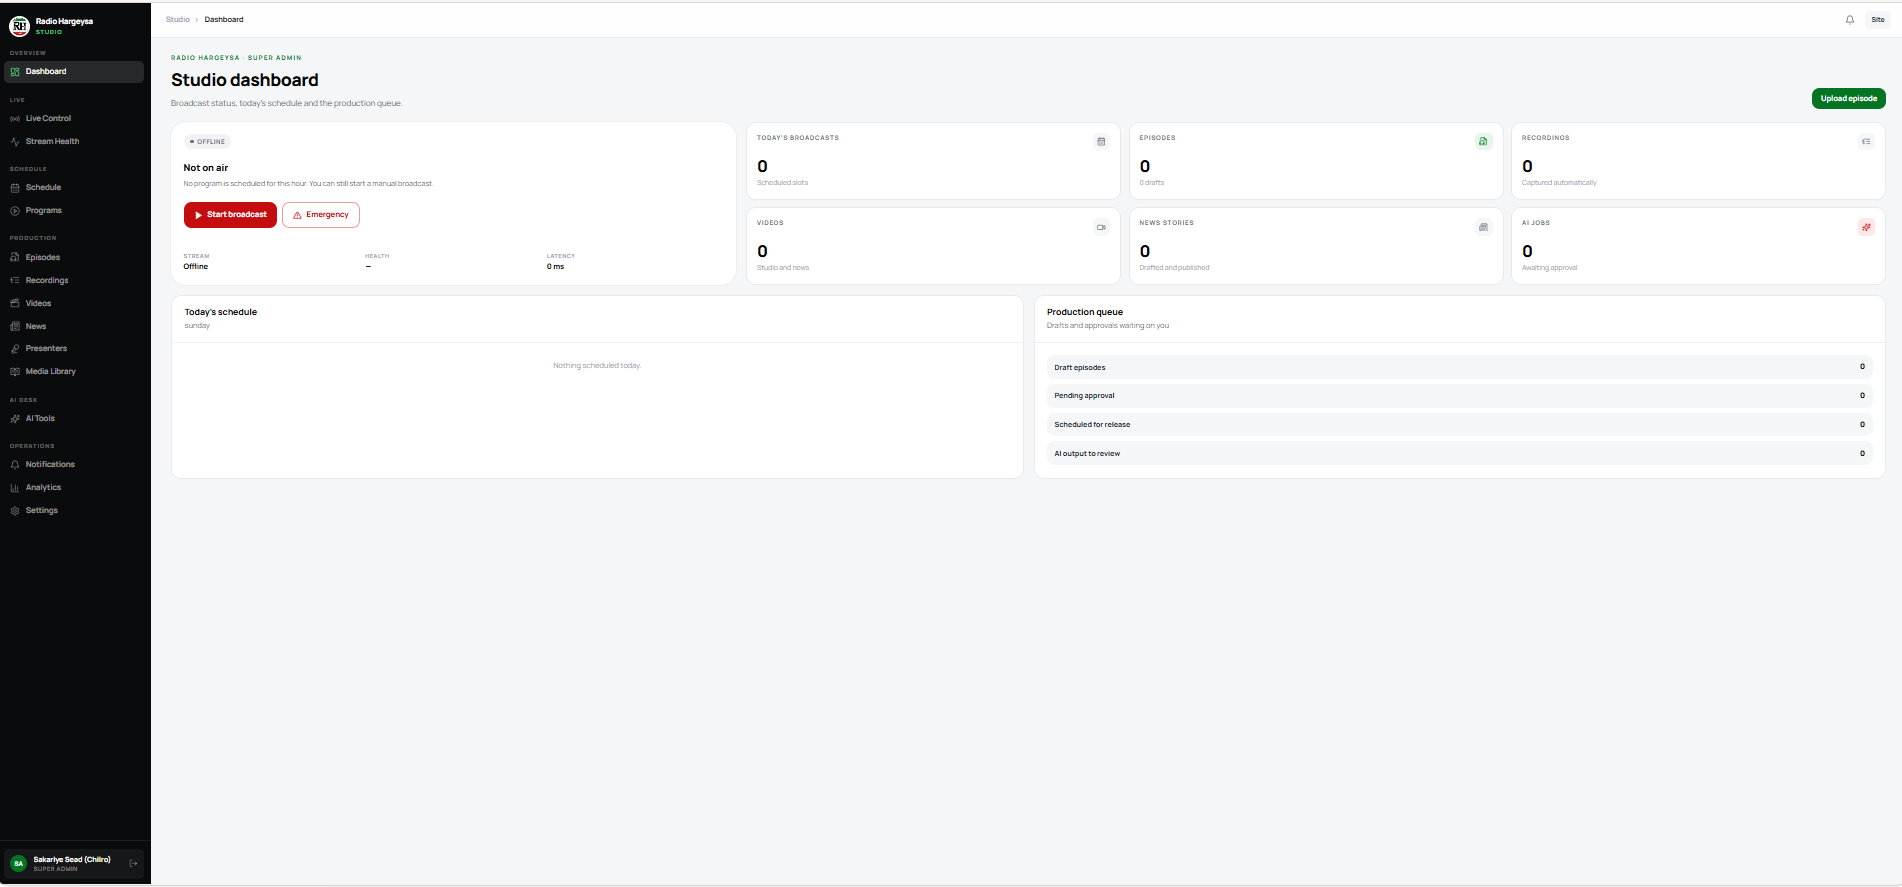 Radio Hargeysa
STUDIO
OVERVIEW
Dashboard
LIVE
Live Control
Stream Health
SCHEDULE
Schedule
Programs
PRODUCTION
Episodes
Recordings
Videos
News
Presenters
Media Library
AI DESK
AI Tools
OPERATIONS
Notifications
Analytics
Settings
SA
Sakariye Sead (Chiiro)
SUPER ADMIN
Studio > Dashboard
Site
RADIO HARGEYSA · SUPER ADMIN
Studio dashboard
Broadcast status, today's schedule and the production queue.
Upload episode
OFFLINE
Not on air
No program is scheduled for this hour. You can still start a manual broadcast.
Start broadcast
Emergency
STREAM
Offline
HEALTH
—
LATENCY
0 ms
TODAY'S BROADCASTS
0
Scheduled slots
EPISODES
0
0 drafts
RECORDINGS
0
Captured automatically
VIDEOS
0
Studio and news
NEWS STORIES
0
Drafted and published
AI JOBS
0
Awaiting approval
Today's schedule
sunday
Nothing scheduled today.
Production queue
Drafts and approvals waiting on you
Draft episodes 0
Pending approval 0
Scheduled for release 0
AI output to review 0